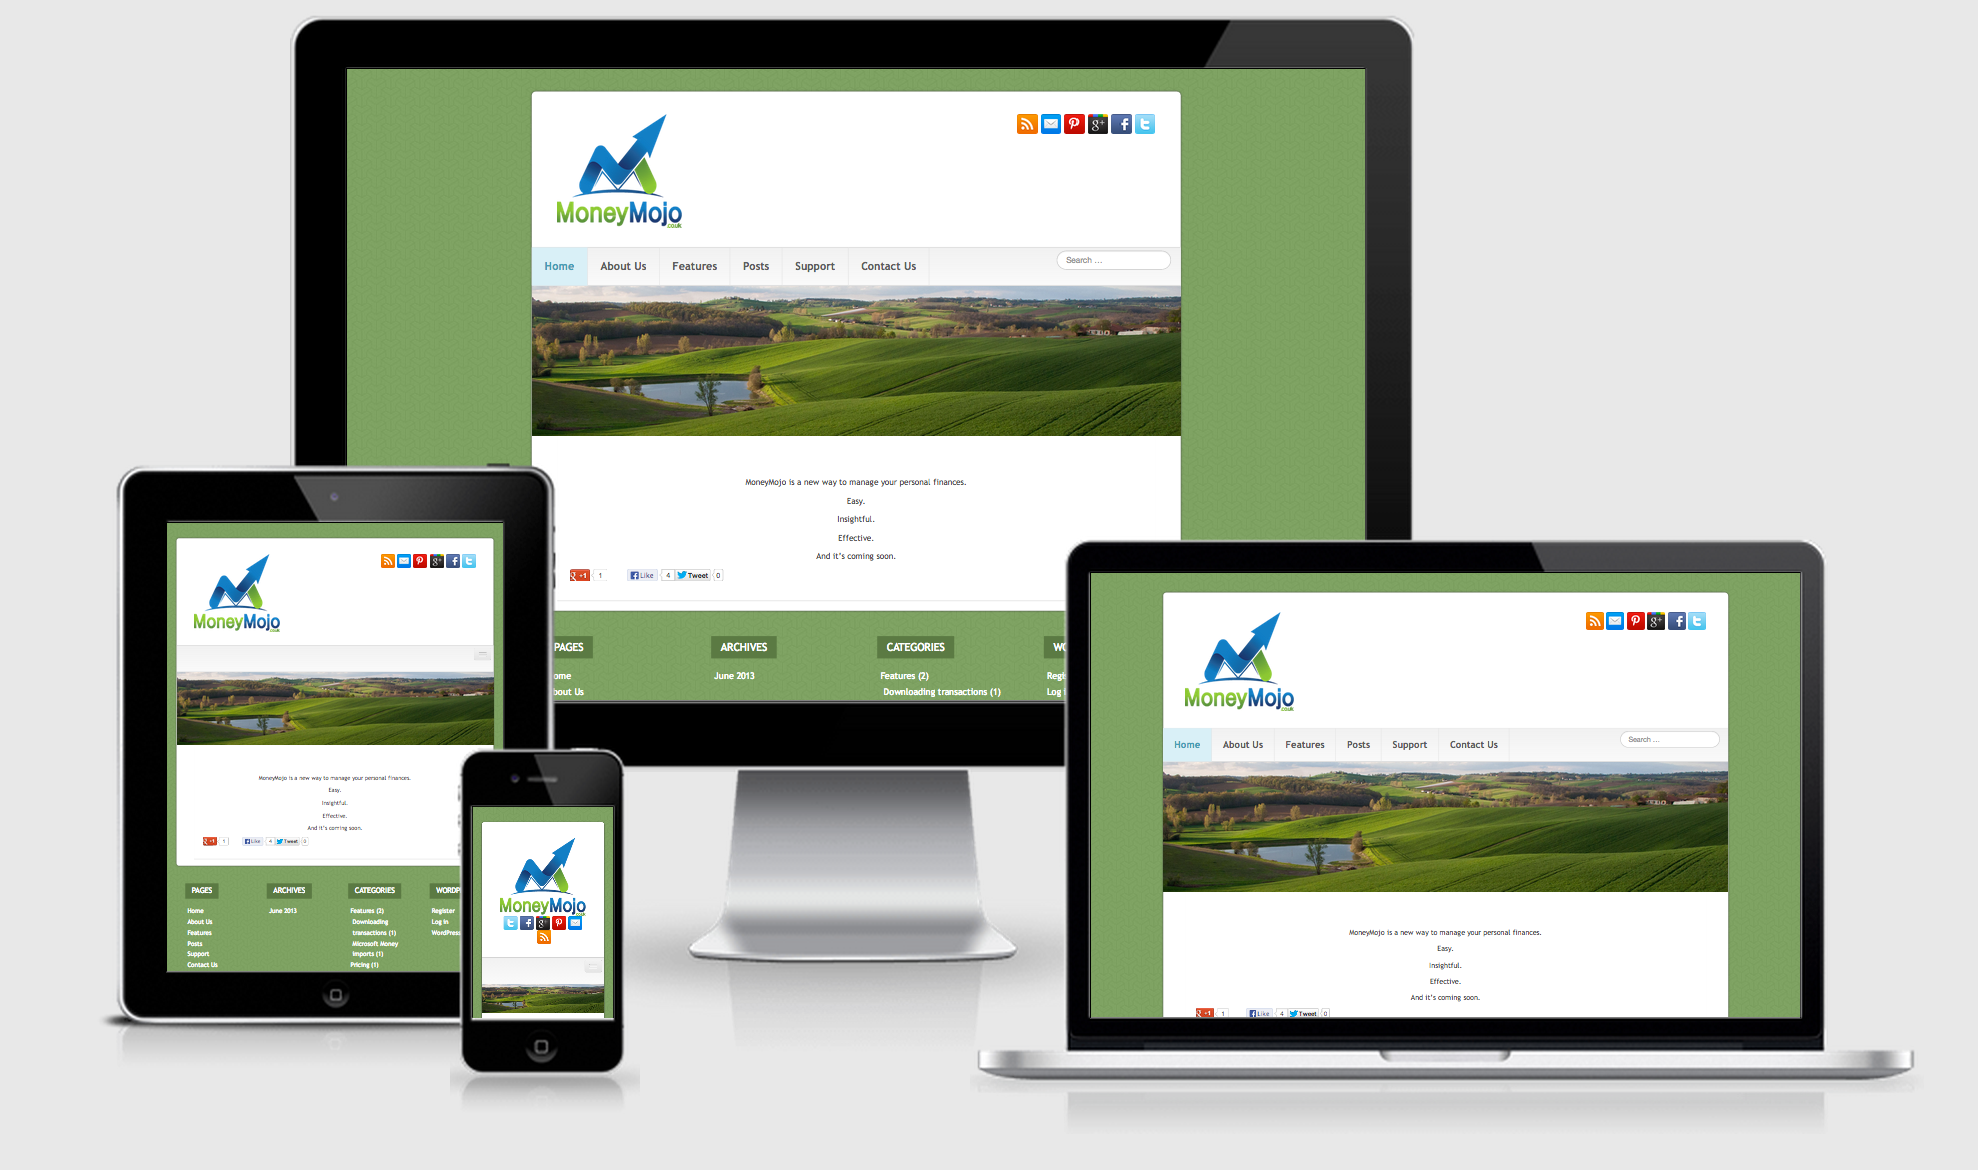 MoneyMojo
.co.uk
Home About Us Features Posts Support Contact Us Search ...
MoneyMojo is a new way to manage your personal finances.
Easy.
Insightful.
Effective.
And it's coming soon.
g +1 1 Like 4 Tweet 0
PAGES ARCHIVES CATEGORIES WO
ome June 2013 Features (2) Regi
bout Us Downloading transactions (1) Log i
MoneyMojo
.co.uk
MoneyMojo is a new way to manage your personal finances.
Easy.
Insightful.
Effective.
And it's coming soon.
g +1 1 Like 4 Tweet 0
PAGES ARCHIVES CATEGORIES WORDP
Home June 2013 Features (2) Register
About Us Downloading Log in
Features transactions (1) WordPress
Posts Microsoft Money
Support Imports (1)
Contact Us Pricing (1)
MoneyMojo
.co.uk
MoneyMojo
.co.uk
Home About Us Features Posts Support Contact Us Search ...
MoneyMojo is a new way to manage your personal finances.
Easy.
Insightful.
Effective.
And it's coming soon.
g +1 1 Like 4 Tweet 0